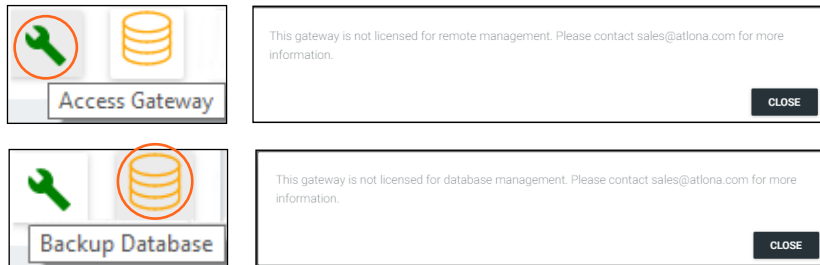 Access Gateway
This gateway is not licensed for remote management. Please contact sales@atlona.com for more
information.
CLOSE
Backup Database
This gateway is not licensed for database management. Please contact sales@atlona.com for more
information.
CLOSE